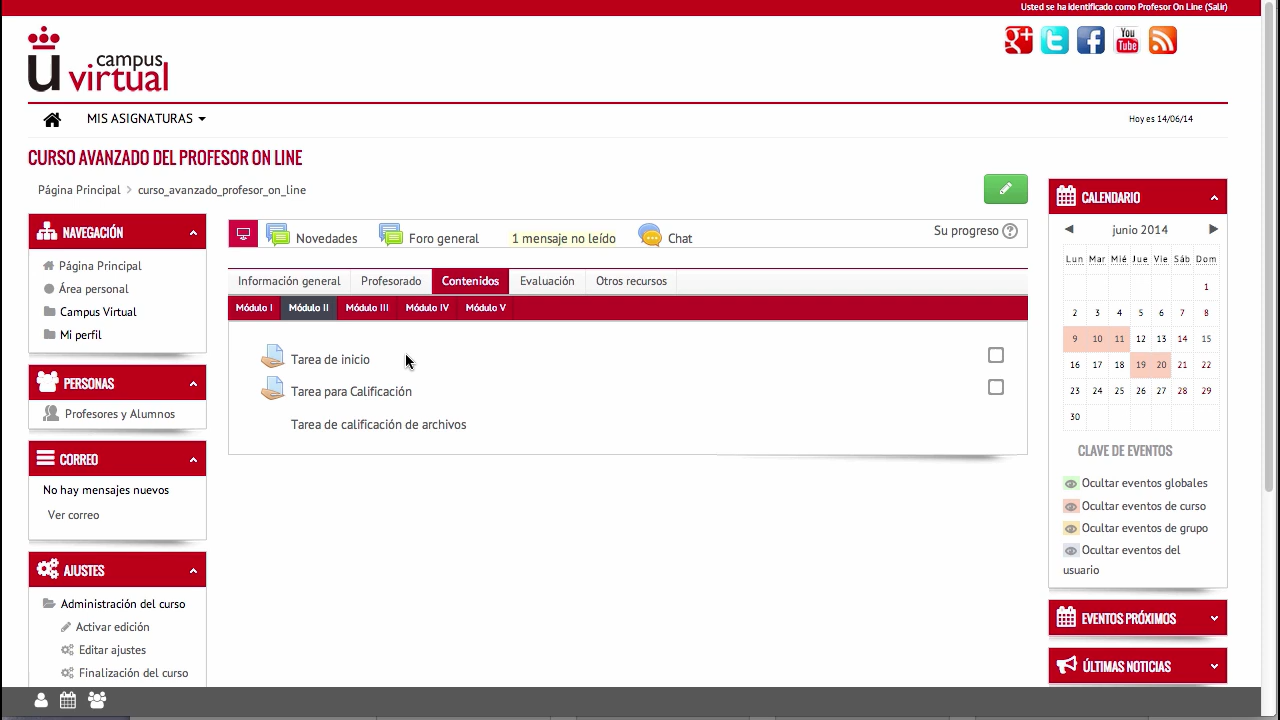 Usted se ha identificado como Profesor On Line (Salir)
campus
virtual
g+
You
Tube
MIS ASIGNATURAS
Hoy es 14/06/14
CURSO AVANZADO DEL PROFESOR ON LINE
Página Principal > curso_avanzado_profesor_on_line
NAVEGACIÓN
Página Principal
Área personal
Campus Virtual
Mi perfil
PERSONAS
Profesores y Alumnos
CORREO
No hay mensajes nuevos
Ver correo
AJUSTES
Administración del curso
Activar edición
Editar ajustes
Finalización del curso
Novedades Foro general 1 mensaje no leído Chat Su progreso ?
Información general Profesorado Contenidos Evaluación Otros recursos
Módulo I Módulo II Módulo III Módulo IV Módulo V
Tarea de inicio
Tarea para Calificación
Tarea de calificación de archivos
CALENDARIO
junio 2014
Lun Mar Mié Jue Vie Sáb Dom
1
2 3 4 5 6 7 8
9 10 11 12 13 14 15
16 17 18 19 20 21 22
23 24 25 26 27 28 29
30
CLAVE DE EVENTOS
Ocultar eventos globales
Ocultar eventos de curso
Ocultar eventos de grupo
Ocultar eventos del
usuario
EVENTOS PRÓXIMOS
ÚLTIMAS NOTICIAS